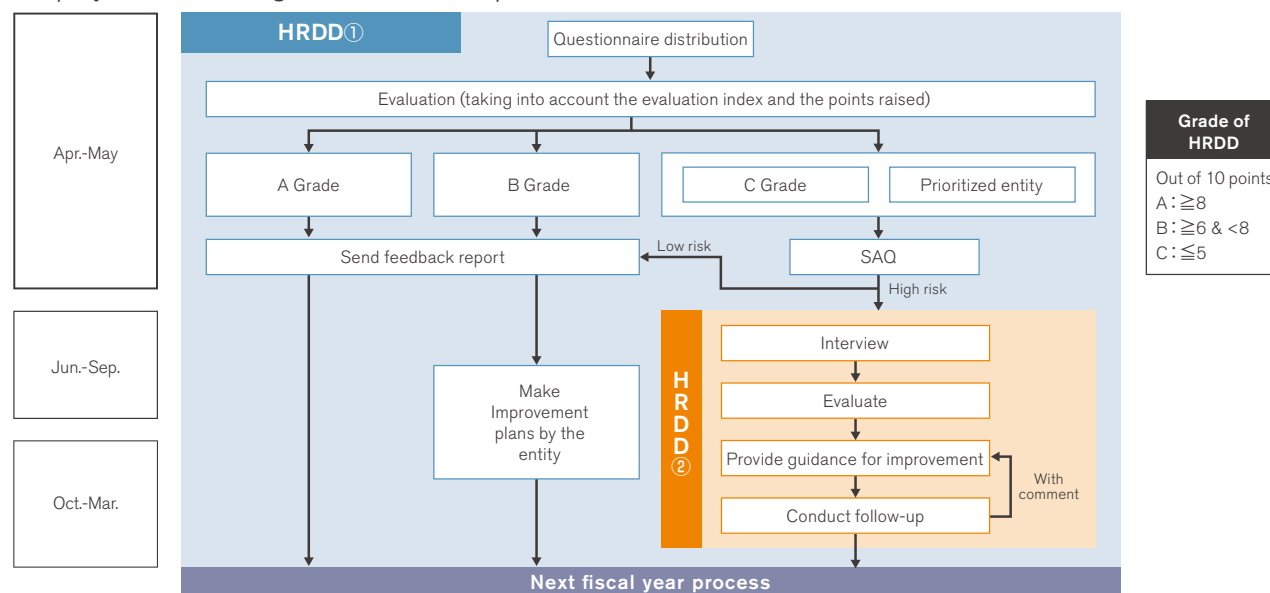 HRDD①
Questionnaire distribution
Evaluation (taking into account the evaluation index and the points raised)
Apr.-May
A Grade
B Grade
C Grade
Prioritized entity
Send feedback report
Low risk
SAQ
High risk
Grade of
HRDD
Out of 10 points
A：≧8
B：≧6 & <8
C：≦5
Jun.-Sep.
Make
Improvement
plans by the
entity
HRDD②
Interview
Evaluate
Provide guidance for improvement
With
comment
Conduct follow-up
Oct.-Mar.
Next fiscal year process